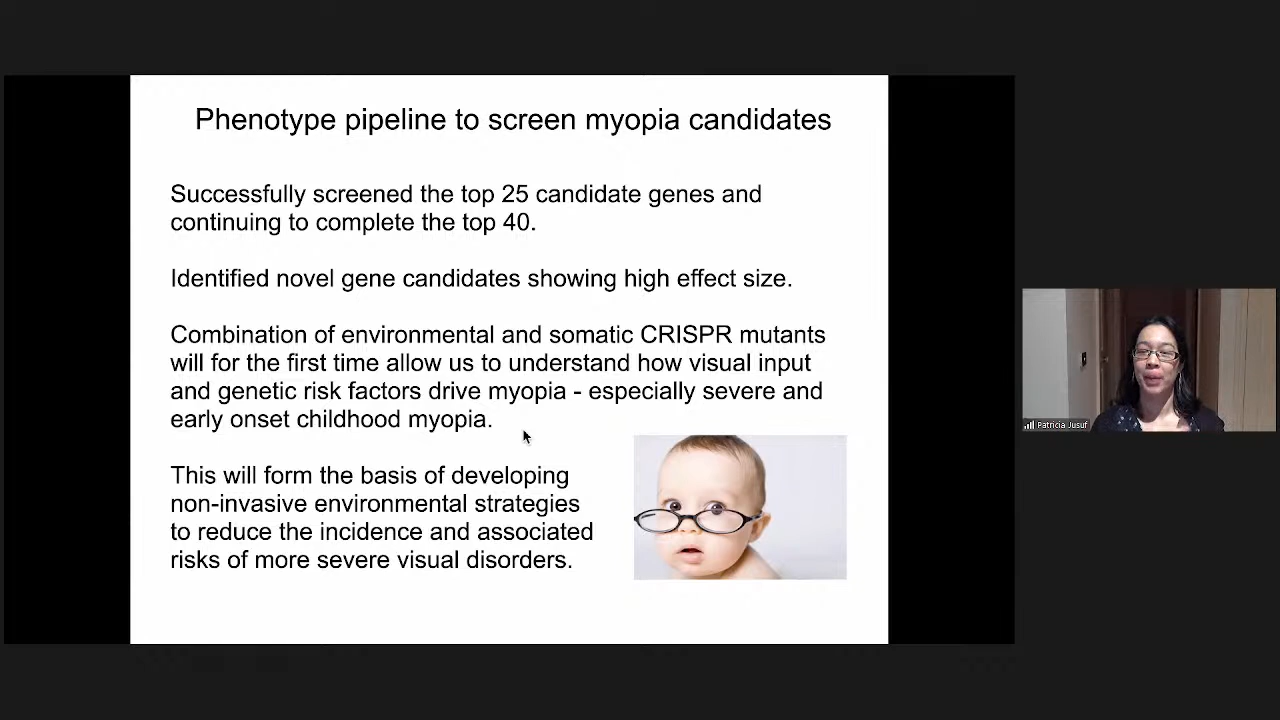 Phenotype pipeline to screen myopia candidates
Successfully screened the top 25 candidate genes and
continuing to complete the top 40.
Identified novel gene candidates showing high effect size.
Combination of environmental and somatic CRISPR mutants
will for the first time allow us to understand how visual input
and genetic risk factors drive myopia - especially severe and
early onset childhood myopia.
This will form the basis of developing
non-invasive environmental strategies
to reduce the incidence and associated
risks of more severe visual disorders.
Patricia Jusuf